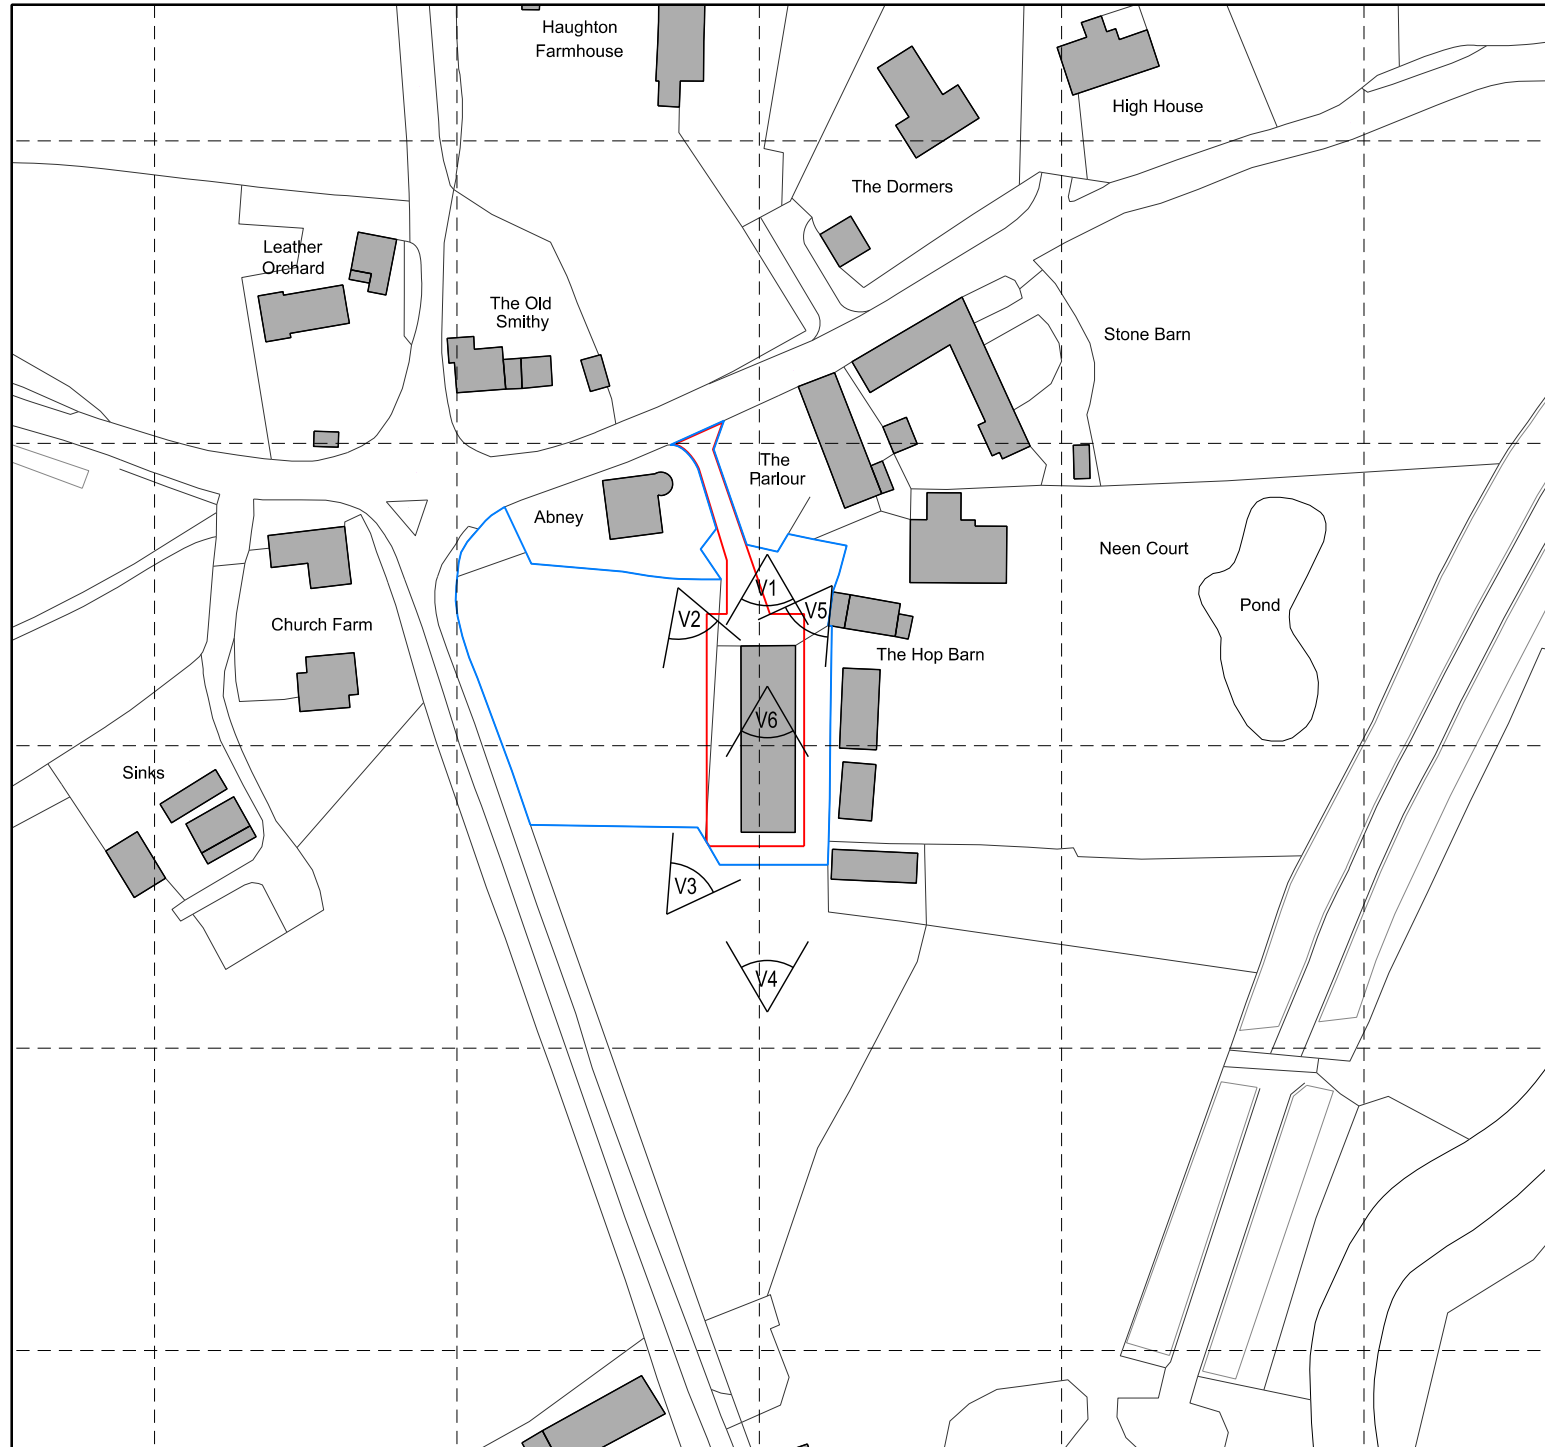 Haughton
Farmhouse
High House
The Dormers
Leather
Orchard
The Old
Smithy
Stone Barn
The
Parlour
Abney
Neen Court
V1
V2
V5
Pond
Church Farm
The Hop Barn
V6
Sinks
V3
V4